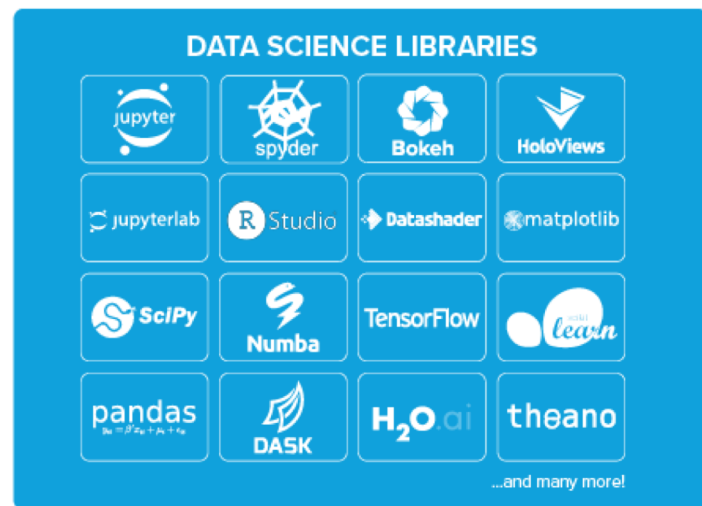 DATA SCIENCE LIBRARIES
jupyter
spyder
Bokeh
HoloViews
jupyterlab
R Studio
Datashader
matplotlib
SciPy
Numba
TensorFlow
scikit
learn
pandas
DASK
H₂O.ai
theano
...and many more!